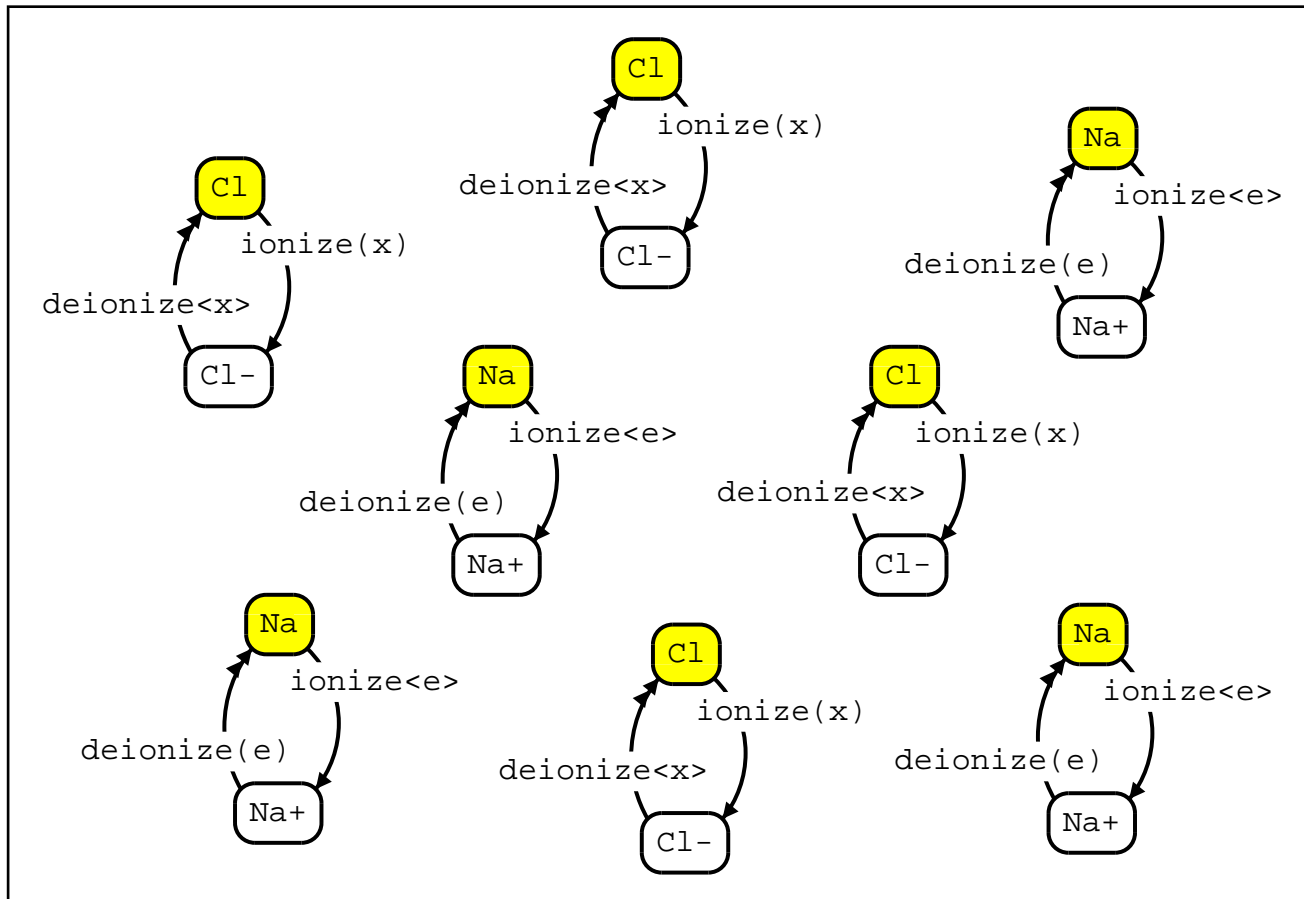 Cl
ionize(x)
deionize<x>
Cl-
Na
ionize<e>
deionize(e)
Na+
Cl
ionize(x)
deionize<x>
Cl-
Na
ionize<e>
deionize(e)
Na+
Cl
ionize(x)
deionize<x>
Cl-
Na
ionize<e>
deionize(e)
Na+
Cl
ionize(x)
deionize<x>
Cl-
Na
ionize<e>
deionize(e)
Na+